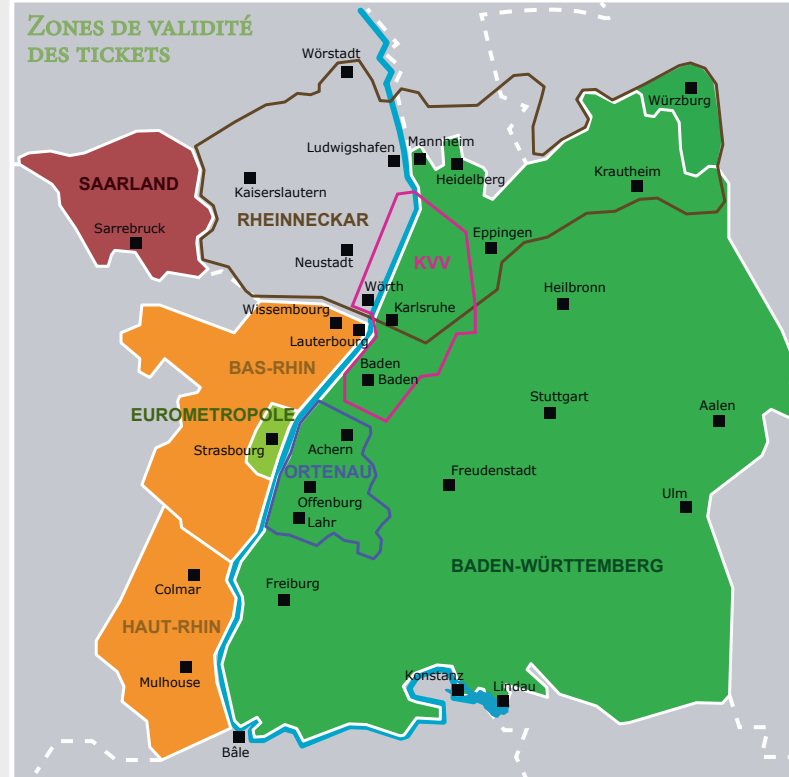 ZONES DE VALIDITÉ
DES TICKETS
Wörstadt
Würzburg
Ludwigshafen
Mannheim
Heidelberg
SAARLAND
Kaiserslautern
Krautheim
RHEINNECKAR
Sarrebruck
Eppingen
Neustadt
KVV
Wörth
Heilbronn
Wissembourg
Karlsruhe
Lauterbourg
BAS-RHIN
Baden
Baden
Stuttgart
Aalen
EUROMETROPOLE
Strasbourg
Achern
ORTENAU
Freudenstadt
Offenburg
Ulm
Lahr
BADEN-WÜRTTEMBERG
Colmar
Freiburg
HAUT-RHIN
Mulhouse
Konstanz
Lindau
Bâle